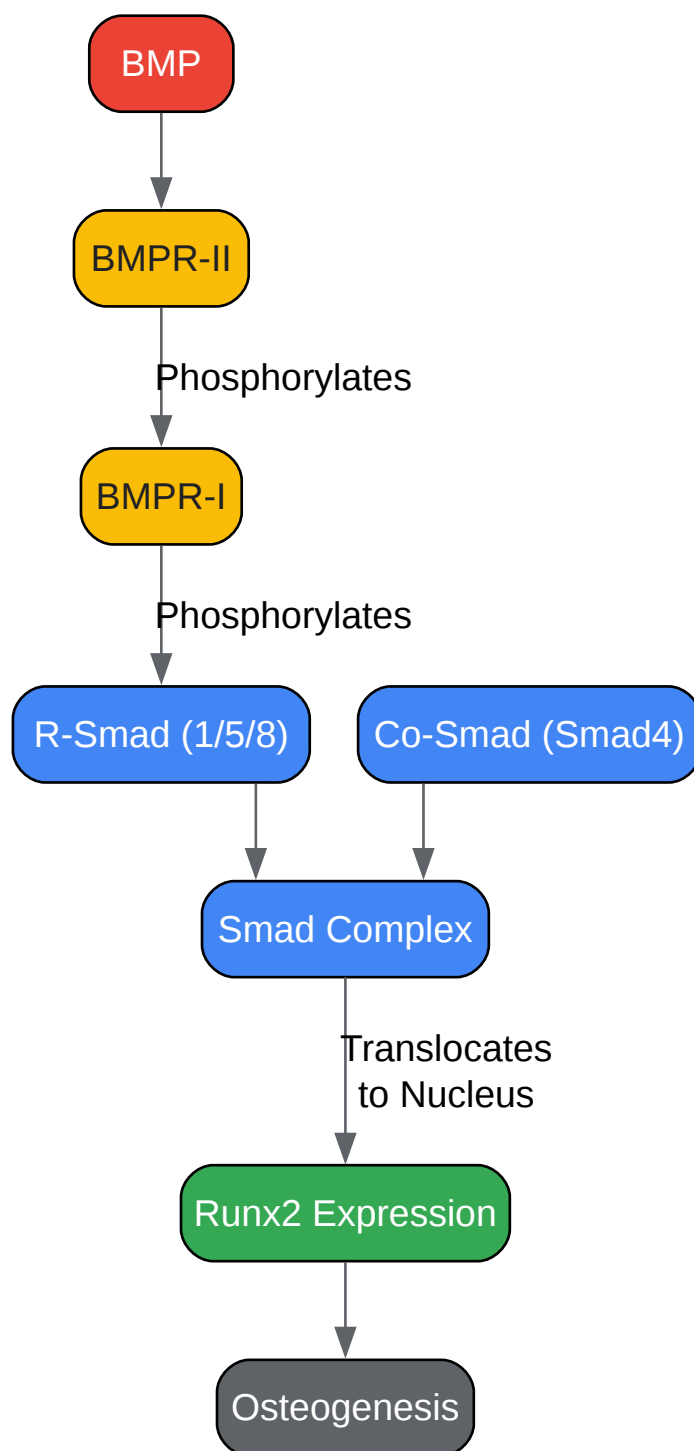 BMP
BMPR-II
Phosphorylates
BMPR-I
Phosphorylates
R-Smad (1/5/8)
Co-Smad (Smad4)
Smad Complex
Translocates
to Nucleus
Runx2 Expression
Osteogenesis